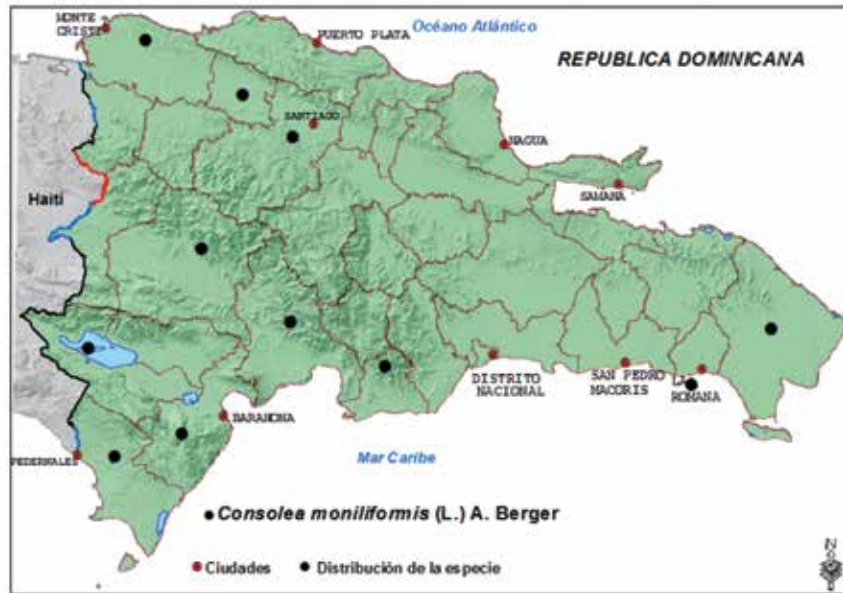 MONTE
CRISTI
Océano Atlántico
PUERTO PLATA
REPUBLICA DOMINICANA
SANTIAGO
NAGUA
SAMANA
Haití
DISTRITO
NACIONAL
SAN PEDRO
MACORIS
LA
ROMANA
BARAHONA
PEDERNALES
Mar Caribe
Consolea moniliformis (L.) A. Berger
Ciudades
Distribución de la especie
N